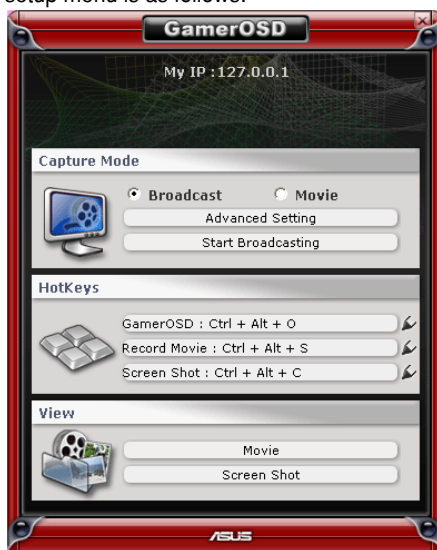 setup menu is as follows:
GamerOSD
My IP :127.0.0.1
Capture Mode
Broadcast Movie
Advanced Setting
Start Broadcasting
HotKeys
GamerOSD : Ctrl + Alt + O
Record Movie : Ctrl + Alt + S
Screen Shot : Ctrl + Alt + C
View
Movie
Screen Shot
ASUS